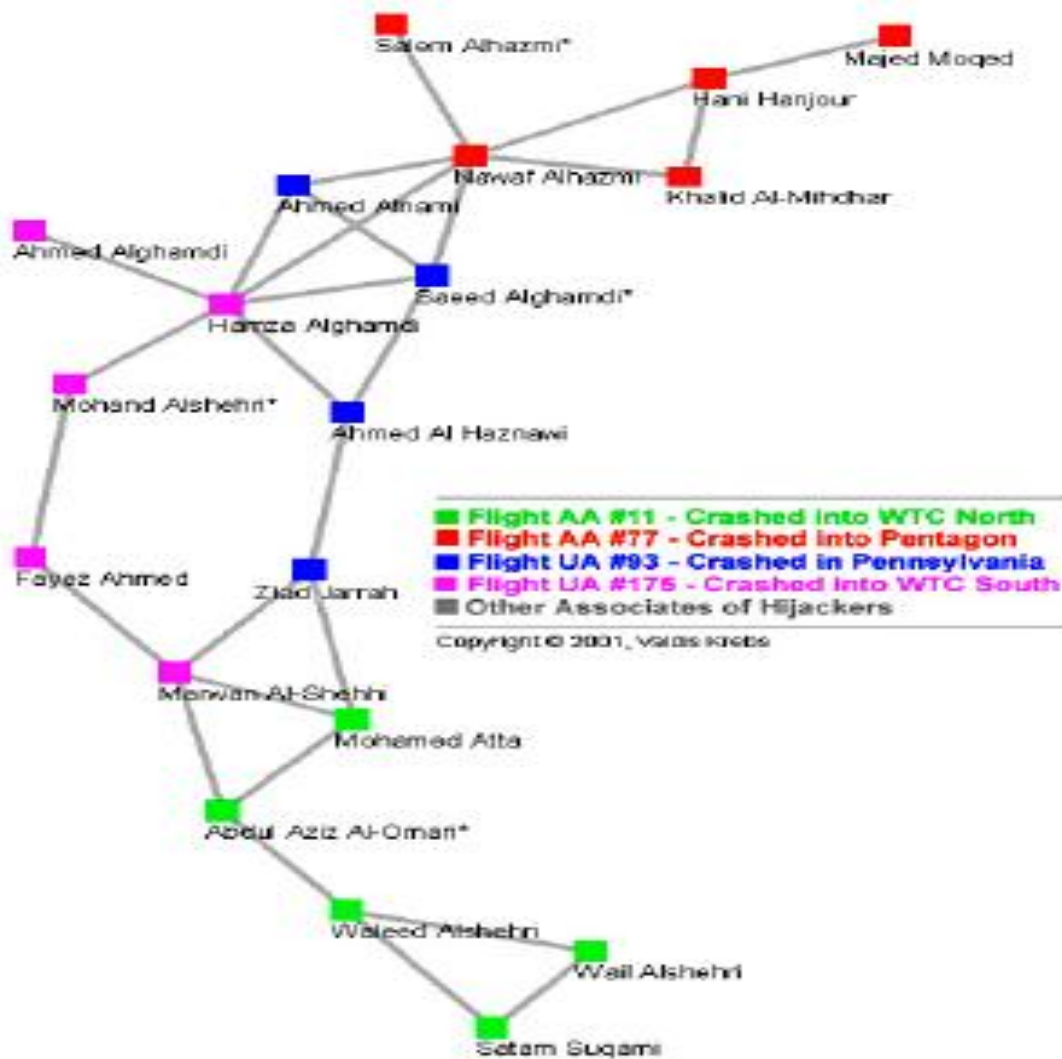 Salem Alhazmi*
Majed Moqed
Hani Hanjour
Nawaf Alhazmi
Khalid Al-Mihdhar
Ahmed Alnami
Ahmed Alghamdi
Saeed Alghamdi*
Hamza Alghamdi
Mohand Alshehri*
Ahmed Al Haznawi
Flight AA #11 - Crashed into WTC North
Flight AA #77 - Crashed into Pentagon
Flight UA #93 - Crashed in Pennsylvania
Flight UA #175 - Crashed into WTC South
Other Associates of Hijackers
Copyright © 2001, Valdis Krebs
Fayez Ahmed
Ziad Jarrah
Marwan Al-Shehhi
Mohamed Atta
Abdul Aziz Al-Omari*
Waleed Alshehri
Wail Alshehri
Satam Suqami